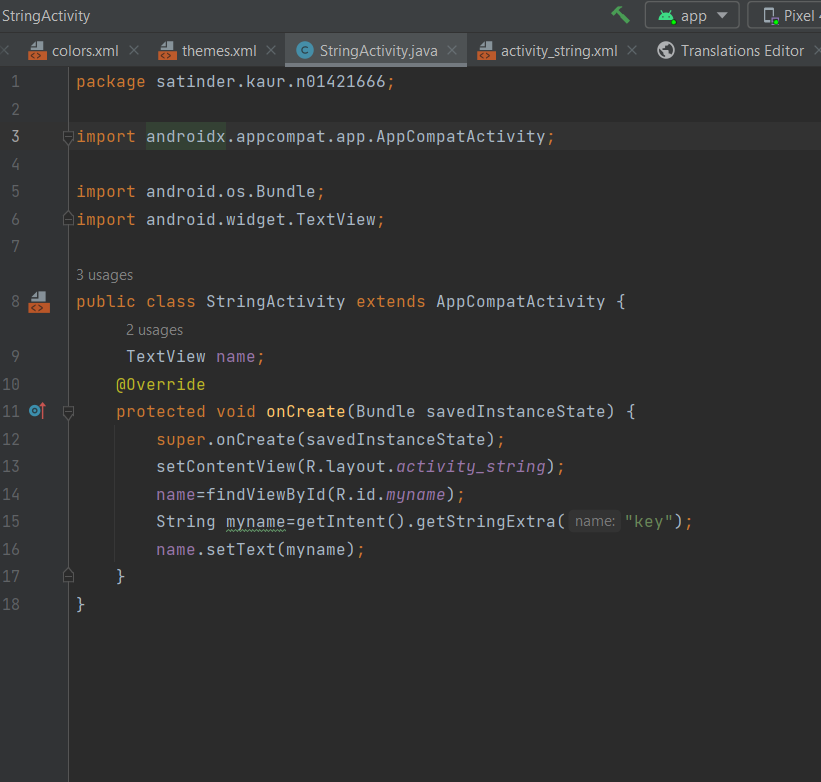 StringActivity app Pixel
colors.xml themes.xml StringActivity.java activity_string.xml Translations Editor
1 package satinder.kaur.n01421666;
2
3 import androidx.appcompat.app.AppCompatActivity;
4
5 import android.os.Bundle;
6 import android.widget.TextView;
7
3 usages
8 public class StringActivity extends AppCompatActivity {
2 usages
9 TextView name;
10 @Override
11 protected void onCreate(Bundle savedInstanceState) {
12 super.onCreate(savedInstanceState);
13 setContentView(R.layout.activity_string);
14 name=findViewById(R.id.myname);
15 String myname=getIntent().getStringExtra( name: "key");
16 name.setText(myname);
17 }
18 }